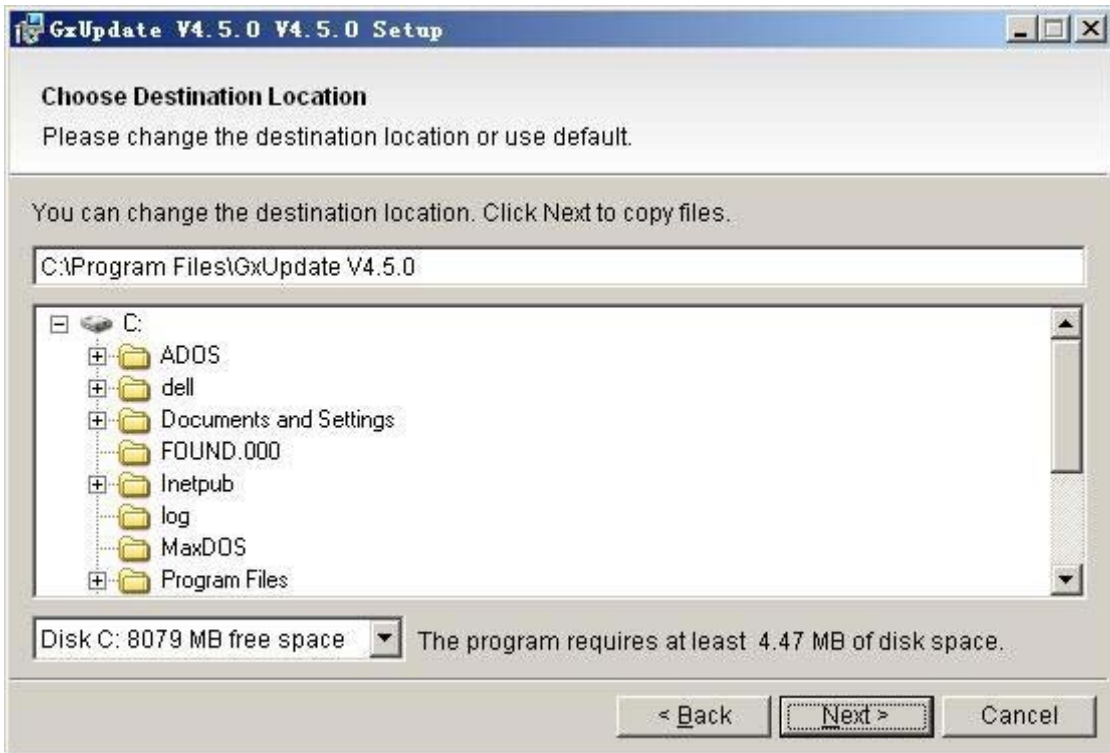 GxUpdate V4.5.0 V4.5.0 Setup
Choose Destination Location
Please change the destination location or use default.
You can change the destination location. Click Next to copy files.
C:\Program Files\GxUpdate V4.5.0
C:
ADOS
dell
Documents and Settings
FOUND.000
Inetpub
log
MaxDOS
Program Files
Disk C: 8079 MB free space The program requires at least 4.47 MB of disk space.
< Back Next > Cancel